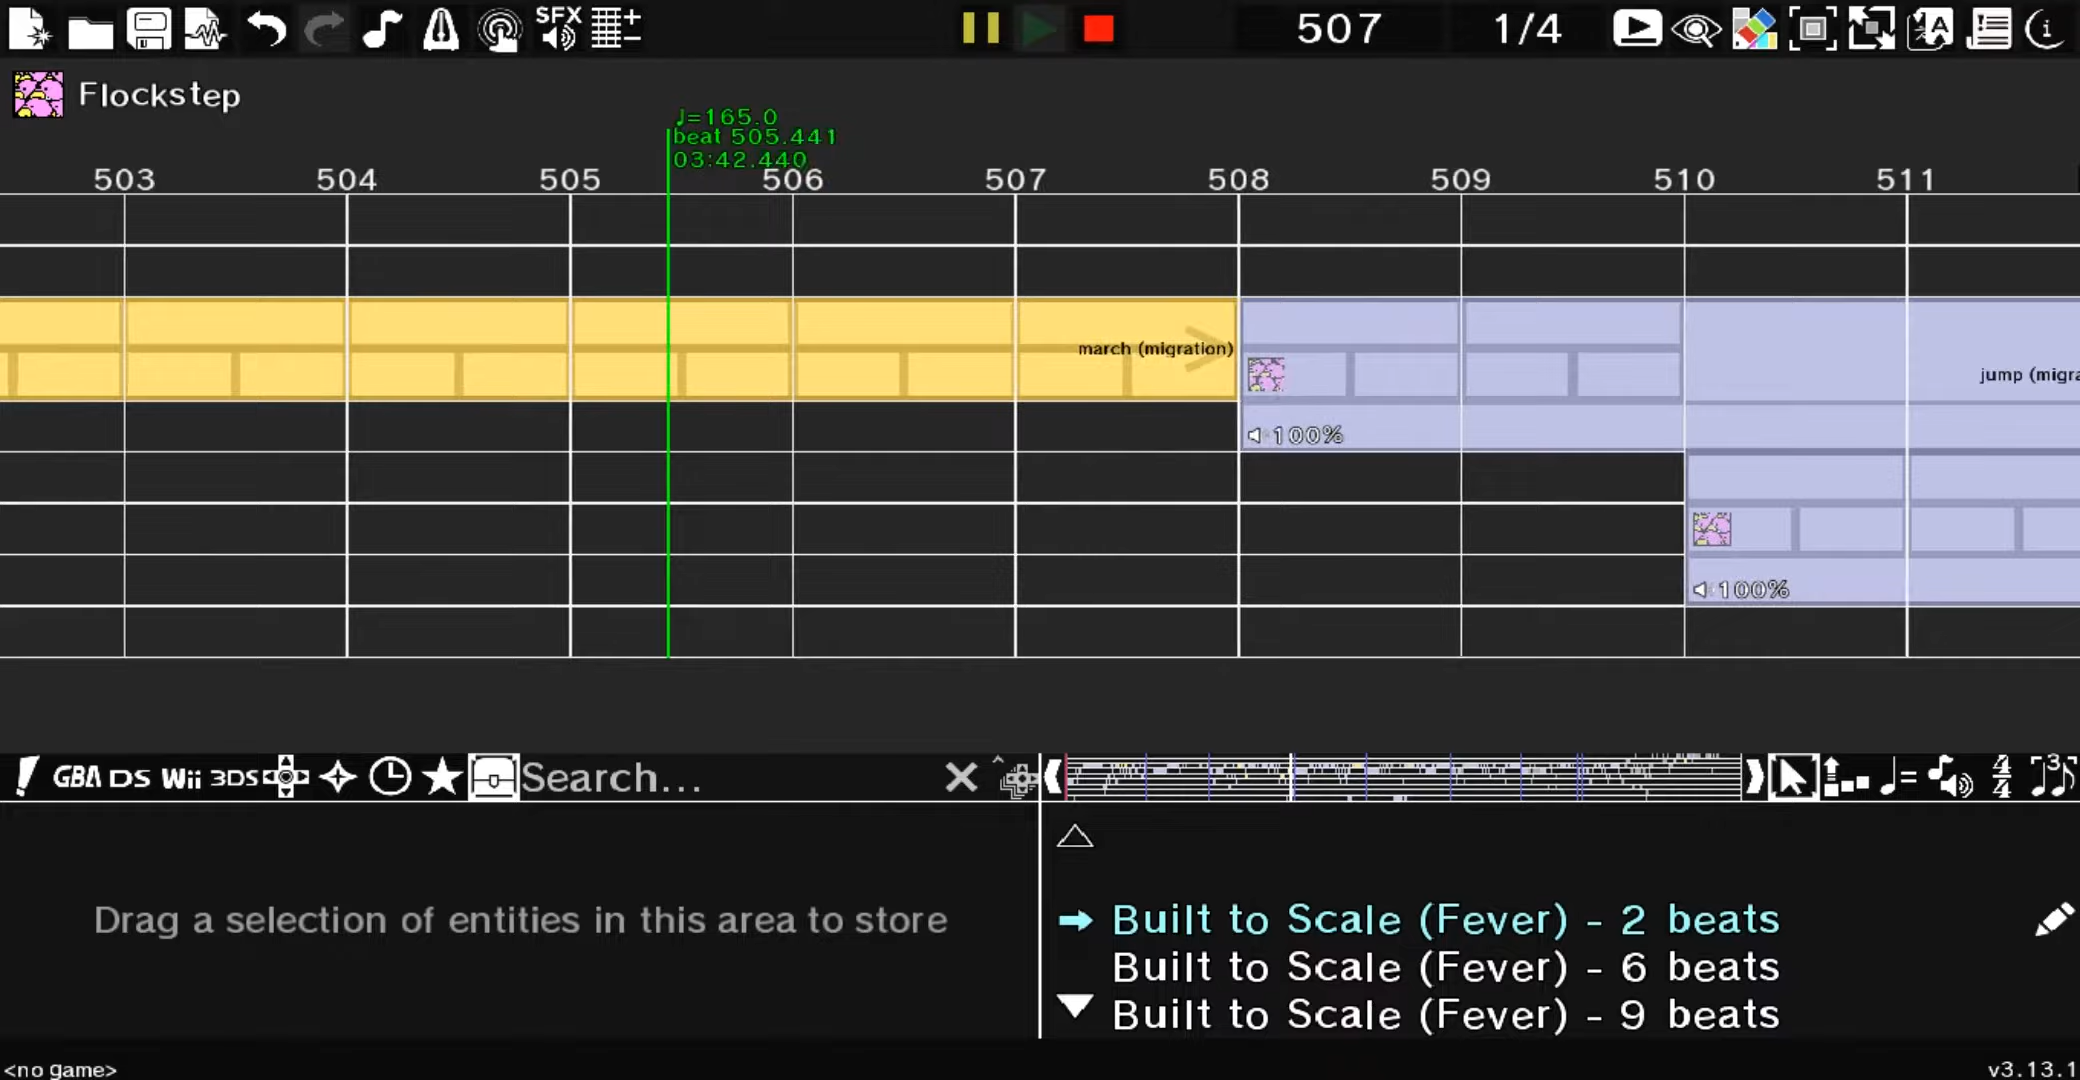 SFX
507
1/4
A
i
Flockstep
♩=165.0
beat 505.441
03:42.440
503 504 505 506 507 508 509 510 511
march (migration)
jump (migra
100%
100%
GBA DS Wii 3DS
Search...
♩=
4
4
3
Drag a selection of entities in this area to store
Built to Scale (Fever) - 2 beats
Built to Scale (Fever) - 6 beats
Built to Scale (Fever) - 9 beats
<no game>
v3.13.1